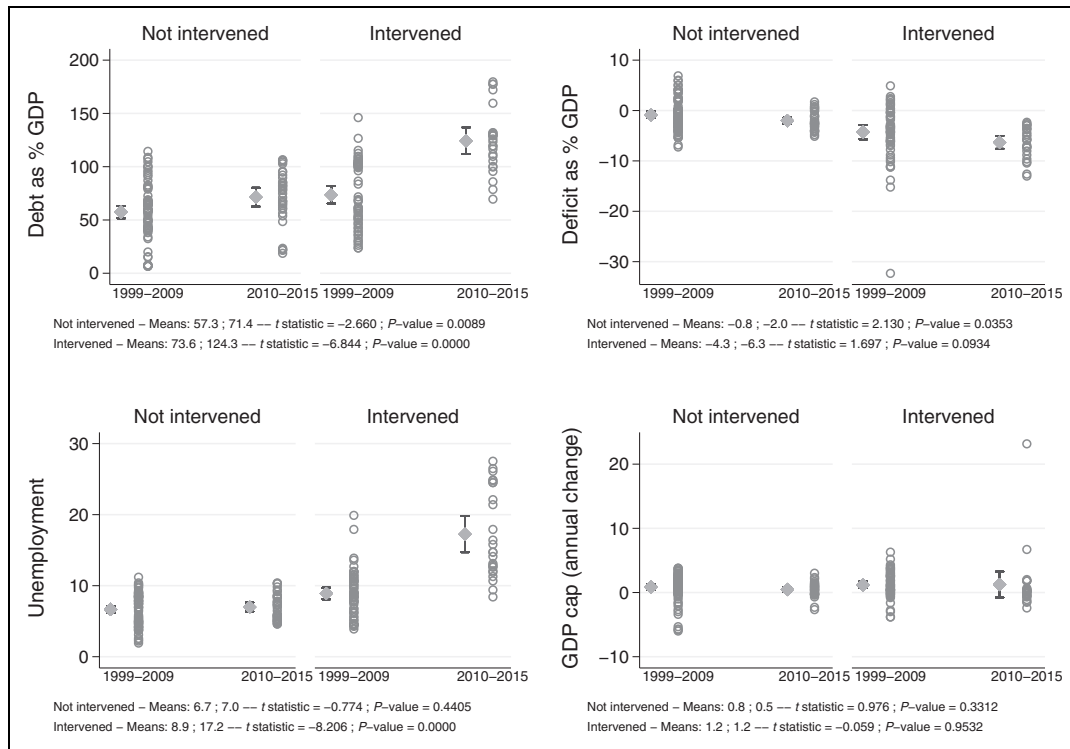 Not intervened
Intervened
Debt as % GDP
200
150
100
50
0
1999–2009
2010–2015
1999–2009
2010–2015
Not intervened – Means: 57.3 ; 71.4 –– t statistic = –2.660 ; P–value = 0.0089
Intervened – Means: 73.6 ; 124.3 –– t statistic = –6.844 ; P–value = 0.0000
Not intervened
Intervened
Deficit as % GDP
10
0
–10
–20
–30
1999–2009
2010–2015
1999–2009
2010–2015
Not intervened – Means: –0.8 ; –2.0 –– t statistic = 2.130 ; P–value = 0.0353
Intervened – Means: –4.3 ; –6.3 –– t statistic = 1.697 ; P–value = 0.0934
Not intervened
Intervened
Unemployment
30
20
10
0
1999–2009
2010–2015
1999–2009
2010–2015
Not intervened – Means: 6.7 ; 7.0 –– t statistic = –0.774 ; P–value = 0.4405
Intervened – Means: 8.9 ; 17.2 –– t statistic = –8.206 ; P–value = 0.0000
Not intervened
Intervened
GDP cap (annual change)
20
10
0
–10
1999–2009
2010–2015
1999–2009
2010–2015
Not intervened – Means: 0.8 ; 0.5 –– t statistic = 0.976 ; P–value = 0.3312
Intervened – Means: 1.2 ; 1.2 –– t statistic = –0.059 ; P–value = 0.9532